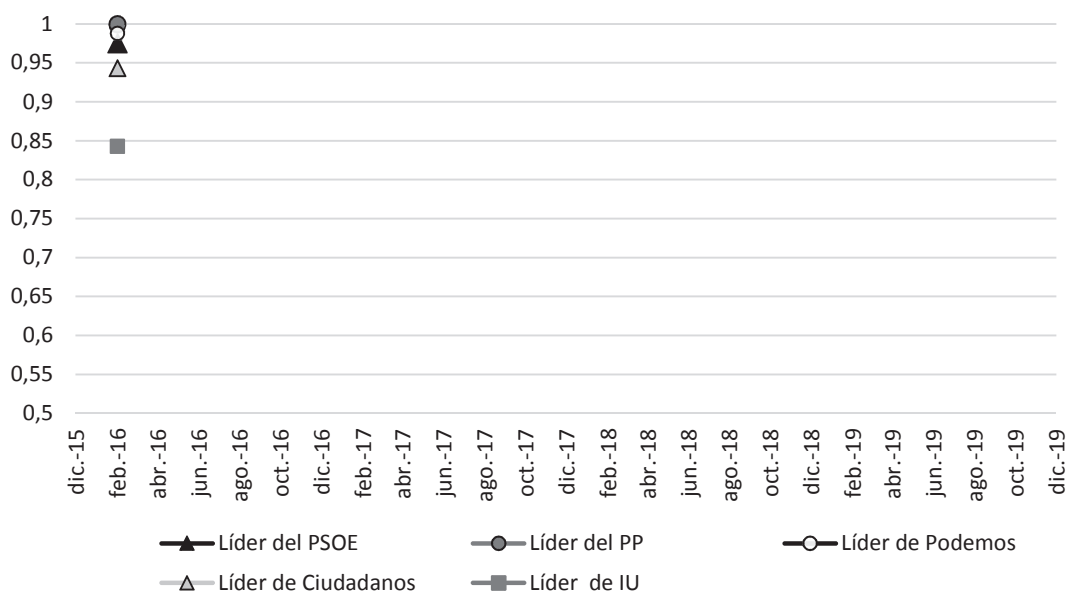 1
0,95
0,9
0,85
0,8
0,75
0,7
0,65
0,6
0,55
0,5
dic.-15
feb.-16
abr.-16
jun.-16
ago.-16
oct.-16
dic.-16
feb.-17
abr.-17
jun.-17
ago.-17
oct.-17
dic.-17
feb.-18
abr.-18
jun.-18
ago.-18
oct.-18
dic.-18
feb.-19
abr.-19
jun.-19
ago.-19
oct.-19
dic.-19
Líder del PSOE Líder del PP Líder de Podemos
Líder de Ciudadanos Líder de IU